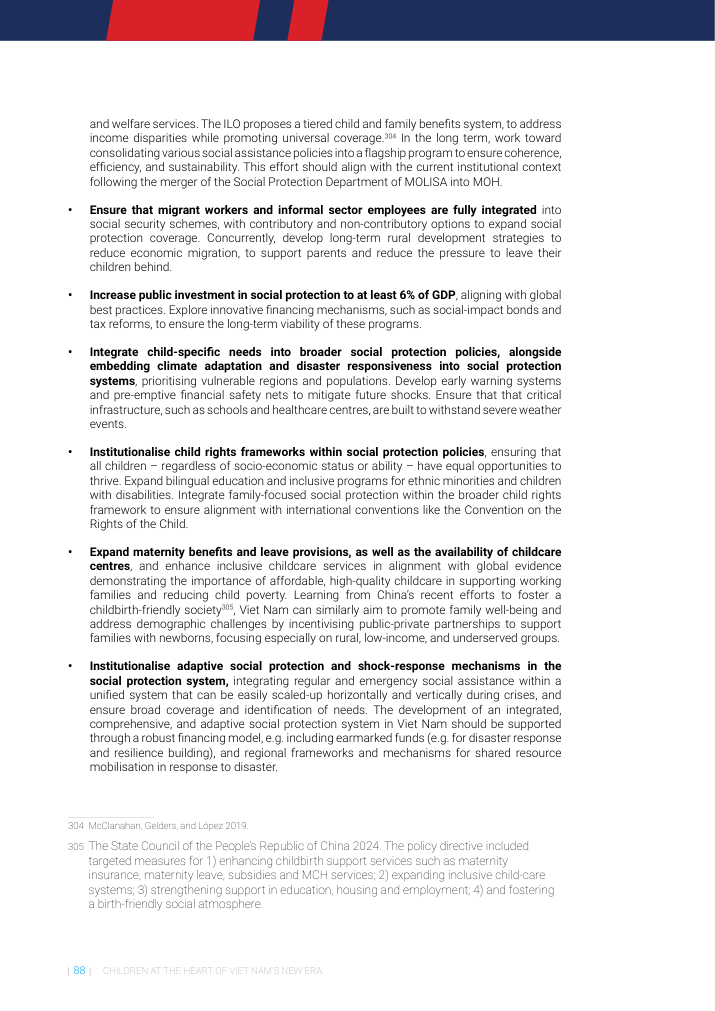 and welfare services. The ILO proposes a tiered child and family benefits system, to address
income disparities while promoting universal coverage.304 In the long term, work toward
consolidating various social assistance policies into a flagship program to ensure coherence,
efficiency, and sustainability. This effort should align with the current institutional context
following the merger of the Social Protection Department of MOLISA into MOH.
• Ensure that migrant workers and informal sector employees are fully integrated into
social security schemes, with contributory and non-contributory options to expand social
protection coverage. Concurrently, develop long-term rural development strategies to
reduce economic migration, to support parents and reduce the pressure to leave their
children behind.
• Increase public investment in social protection to at least 6% of GDP, aligning with global
best practices. Explore innovative financing mechanisms, such as social-impact bonds and
tax reforms, to ensure the long-term viability of these programs.
• Integrate child-specific needs into broader social protection policies, alongside
embedding climate adaptation and disaster responsiveness into social protection
systems, prioritising vulnerable regions and populations. Develop early warning systems
and pre-emptive financial safety nets to mitigate future shocks. Ensure that that critical
infrastructure, such as schools and healthcare centres, are built to withstand severe weather
events.
• Institutionalise child rights frameworks within social protection policies, ensuring that
all children – regardless of socio-economic status or ability – have equal opportunities to
thrive. Expand bilingual education and inclusive programs for ethnic minorities and children
with disabilities. Integrate family-focused social protection within the broader child rights
framework to ensure alignment with international conventions like the Convention on the
Rights of the Child.
• Expand maternity benefits and leave provisions, as well as the availability of childcare
centres, and enhance inclusive childcare services in alignment with global evidence
demonstrating the importance of affordable, high-quality childcare in supporting working
families and reducing child poverty. Learning from China's recent efforts to foster a
childbirth-friendly society305, Viet Nam can similarly aim to promote family well-being and
address demographic challenges by incentivising public-private partnerships to support
families with newborns, focusing especially on rural, low-income, and underserved groups.
• Institutionalise adaptive social protection and shock-response mechanisms in the
social protection system, integrating regular and emergency social assistance within a
unified system that can be easily scaled-up horizontally and vertically during crises, and
ensure broad coverage and identification of needs. The development of an integrated,
comprehensive, and adaptive social protection system in Viet Nam should be supported
through a robust financing model, e.g. including earmarked funds (e.g. for disaster response
and resilience building), and regional frameworks and mechanisms for shared resource
mobilisation in response to disaster.
304 McClanahan, Gelders, and López 2019.
305 The State Council of the People's Republic of China 2024. The policy directive included
targeted measures for 1) enhancing childbirth support services such as maternity
insurance, maternity leave, subsidies and MCH services; 2) expanding inclusive child-care
systems; 3) strengthening support in education, housing and employment; 4) and fostering
a birth-friendly social atmosphere.
| 88 | CHILDREN AT THE HEART OF VIET NAM'S NEW ERA